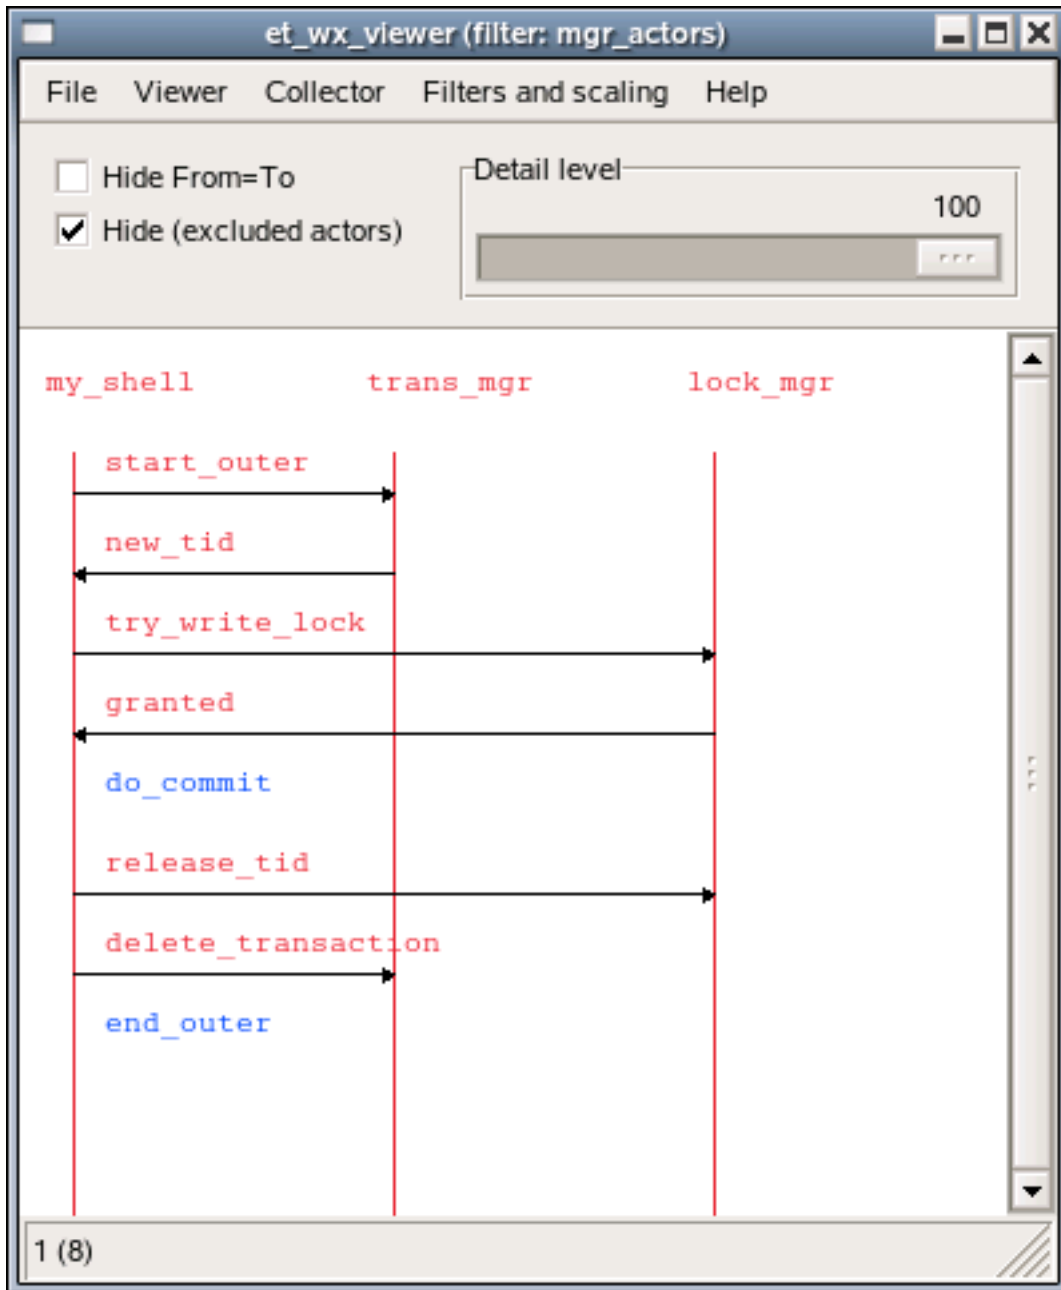 et_wx_viewer (filter: mgr_actors)
File Viewer Collector Filters and scaling Help
Hide From=To
Hide (excluded actors)
Detail level
100
my_shell trans_mgr lock_mgr
start_outer
new_tid
try_write_lock
granted
do_commit
release_tid
delete_transaction
end_outer
1 (8)